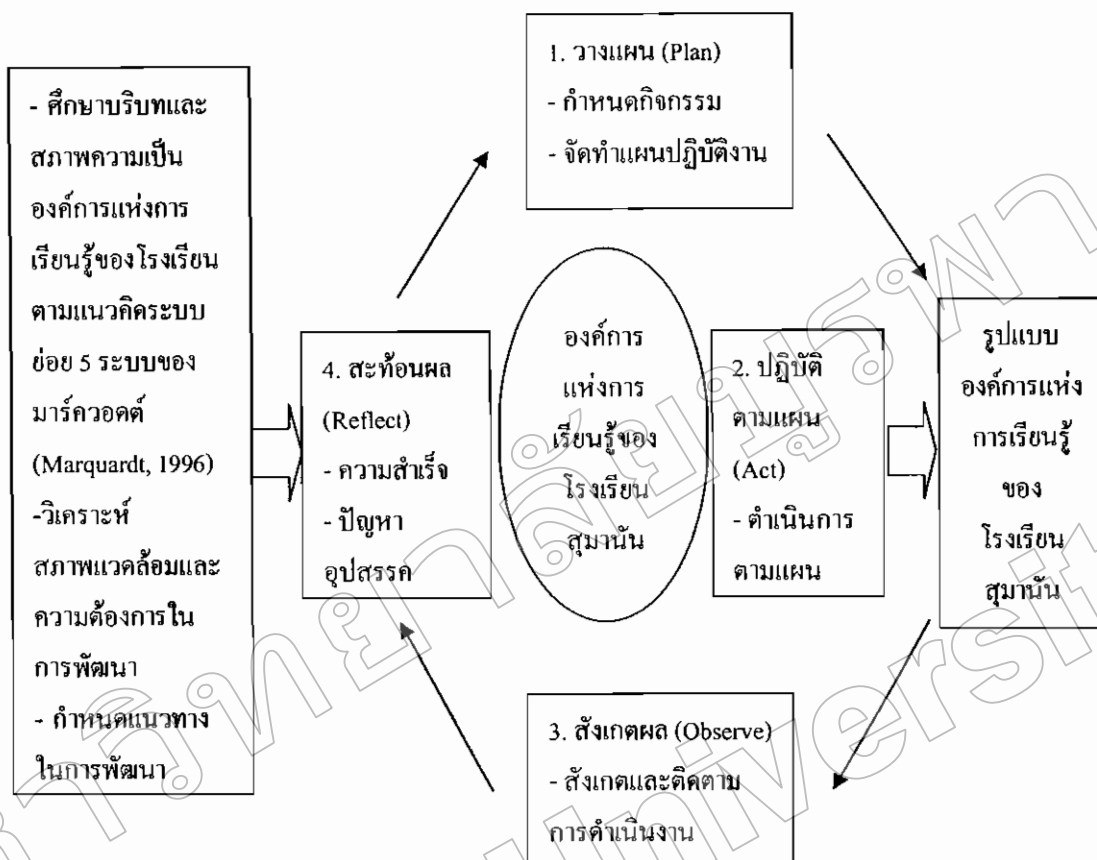 - ศึกษาบริบทและ
สภาพความเป็น
องค์การแห่งการ
เรียนรู้ของโรงเรียน
ตามแนวคิดระบบ
ย่อย 5 ระบบของ
มาร์ควอดต์
(Marquardt, 1996)
-วิเคราะห์
สภาพแวดล้อมและ
ความต้องการใน
การพัฒนา
- กำหนดแนวทาง
ในการพัฒนา
1. วางแผน (Plan)
- กำหนดกิจกรรม
- จัดทำแผนปฏิบัติงาน
4. สะท้อนผล
(Reflect)
- ความสำเร็จ
- ปัญหา
อุปสรรค
องค์การ
แห่งการ
เรียนรู้ของ
โรงเรียน
สุมานัน
2. ปฏิบัติ
ตามแผน
(Act)
- ดำเนินการ
ตามแผน
รูปแบบ
องค์การแห่ง
การเรียนรู้
ของ
โรงเรียน
สุมานัน
3. สังเกตผล (Observe)
- สังเกตและติดตาม
การดำเนินงาน